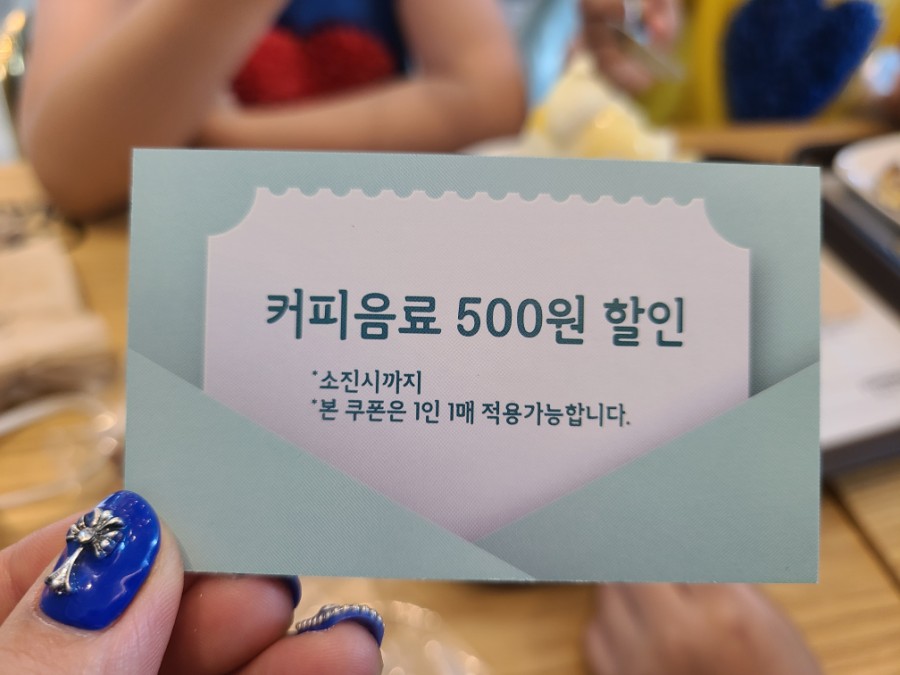 커피음료 500원 할인
*소진시까지
*본 쿠폰은 1인 1매 적용가능합니다.